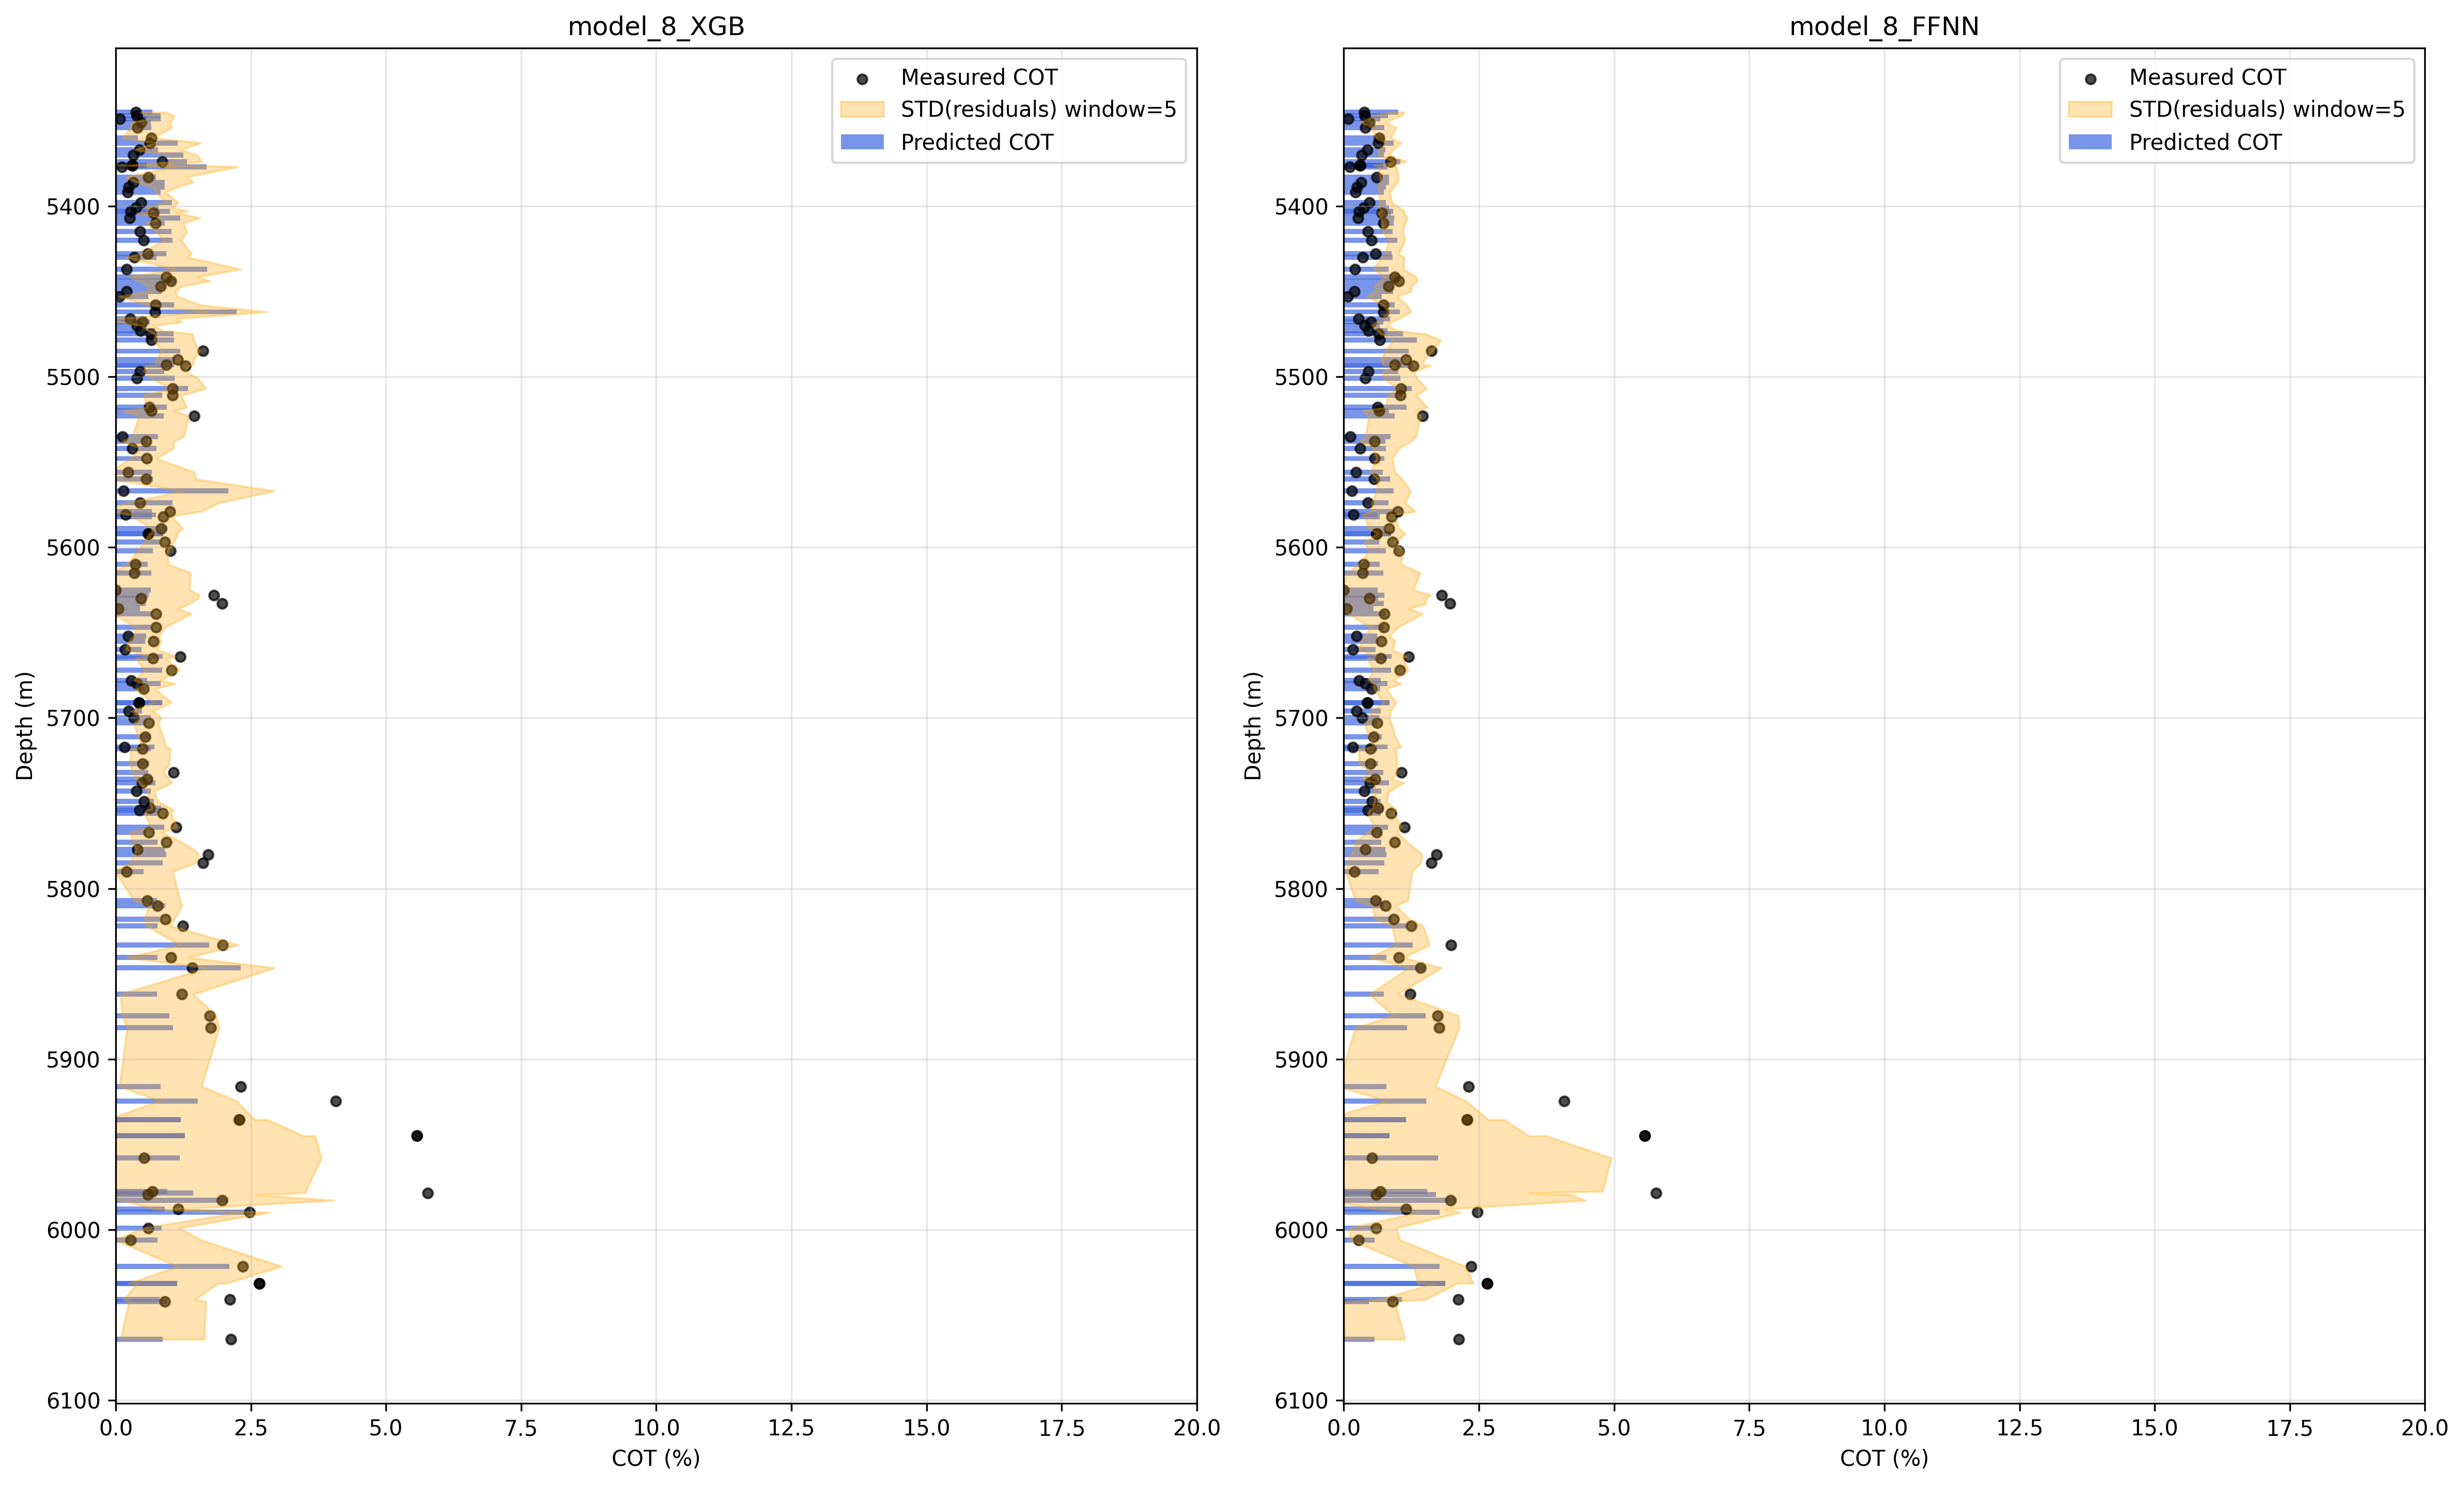 model_8_XGB
Measured COT
STD(residuals) window=5
Predicted COT
Depth (m)
5400
5500
5600
5700
5800
5900
6000
6100
0.0 2.5 5.0 7.5 10.0 12.5 15.0 17.5 20.0
COT (%)
model_8_FFNN
Measured COT
STD(residuals) window=5
Predicted COT
Depth (m)
5400
5500
5600
5700
5800
5900
6000
6100
0.0 2.5 5.0 7.5 10.0 12.5 15.0 17.5 20.0
COT (%)